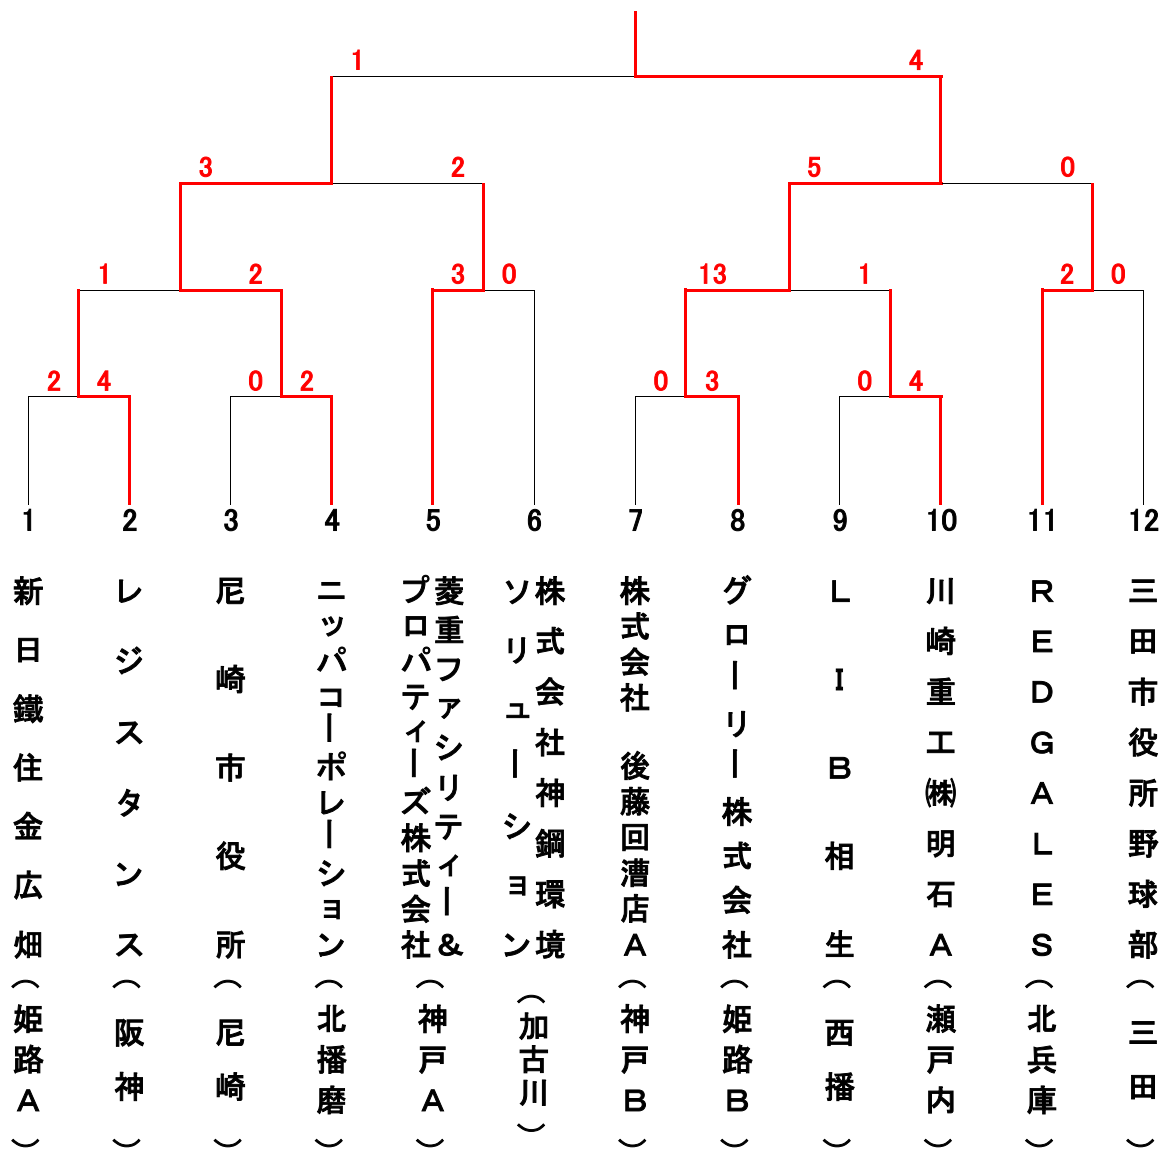 1 4
3 2 5 0
1 2 3 0 13 1 2 0
2 4 0 2 0 3 0 4
1 2 3 4 5 6 7 8 9 10 11 12
新日鐵住金広畑(姫路A)
レジスタンス(阪神)
尼崎市役所(尼崎)
ニッパコーポレーション(北播磨)
菱重ファシリティー&
プロパティーズ株式会社(神戸A)
株式会社神鋼環境
ソリューション(加古川)
株式会社 後藤回漕店A(神戸B)
グローリー株式会社(姫路B)
LIB相生(西播)
川崎重工㈱明石A(瀬戸内)
REDGALES(北兵庫)
三田市役所野球部(三田)